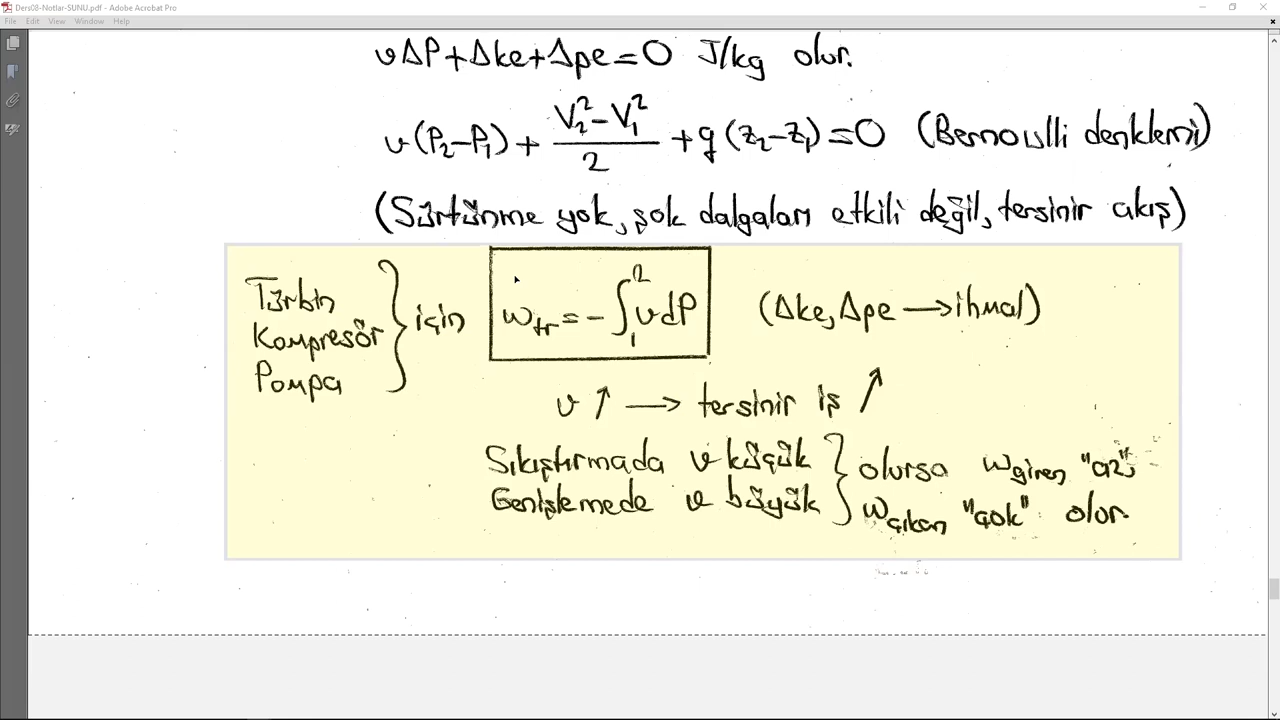 Ders08-Notlar-SUNU.pdf - Adobe Acrobat Pro
File Edit View Window Help
vΔP+Δke+Δpe=0 J/kg olur.
v(P₂-P₁)+ (V₂²-V₁²)/2 +g(z₂-z₁)=0 (Bernoulli denklemi)
(Sürtünme yok, şok dalgaları etkili değil, tersinir akış)
Türbin
Kompresör
Pompa
} için
w_tr = - ∫₁² v dP (Δke, Δpe → ihmal)
v ↑ → tersinir iş ↑
Sıkıştırmada v küçük } olursa w_giren "az",
Genişlemede v büyük } w_çıkan "çok" olur.